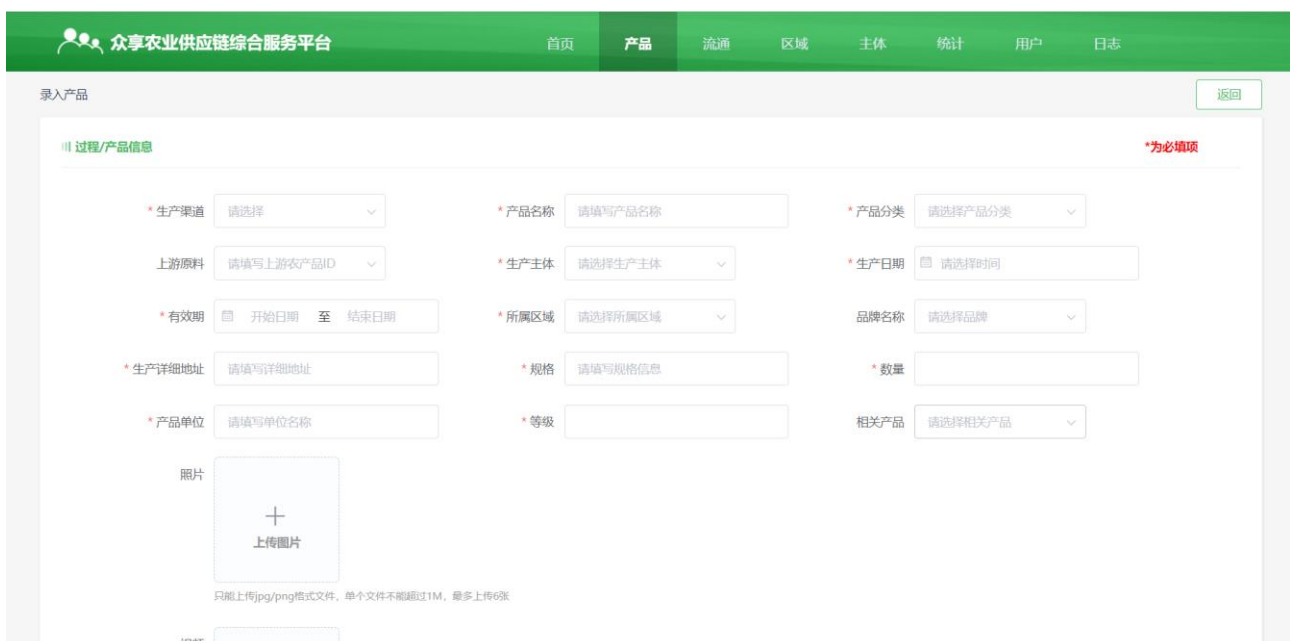 众享农业供应链综合服务平台 首页 产品 流通 区域 主体 统计 用户 日志
录入产品 返回
过程/产品信息 *为必填项
* 生产渠道 请选择 * 产品名称 请填写产品名称 * 产品分类 请选择产品分类
上游原料 请填写上游农产品ID * 生产主体 请选择生产主体 * 生产日期 请选择时间
* 有效期 开始日期 至 结束日期 * 所属区域 请选择所属区域 品牌名称 请选择品牌
* 生产详细地址 请填写详细地址 * 规格 请填写规格信息 * 数量
* 产品单位 请填写单位名称 * 等级 相关产品 请选择相关产品
照片
上传图片
只能上传jpg/png格式文件，单个文件不能超过1M，最多上传6张